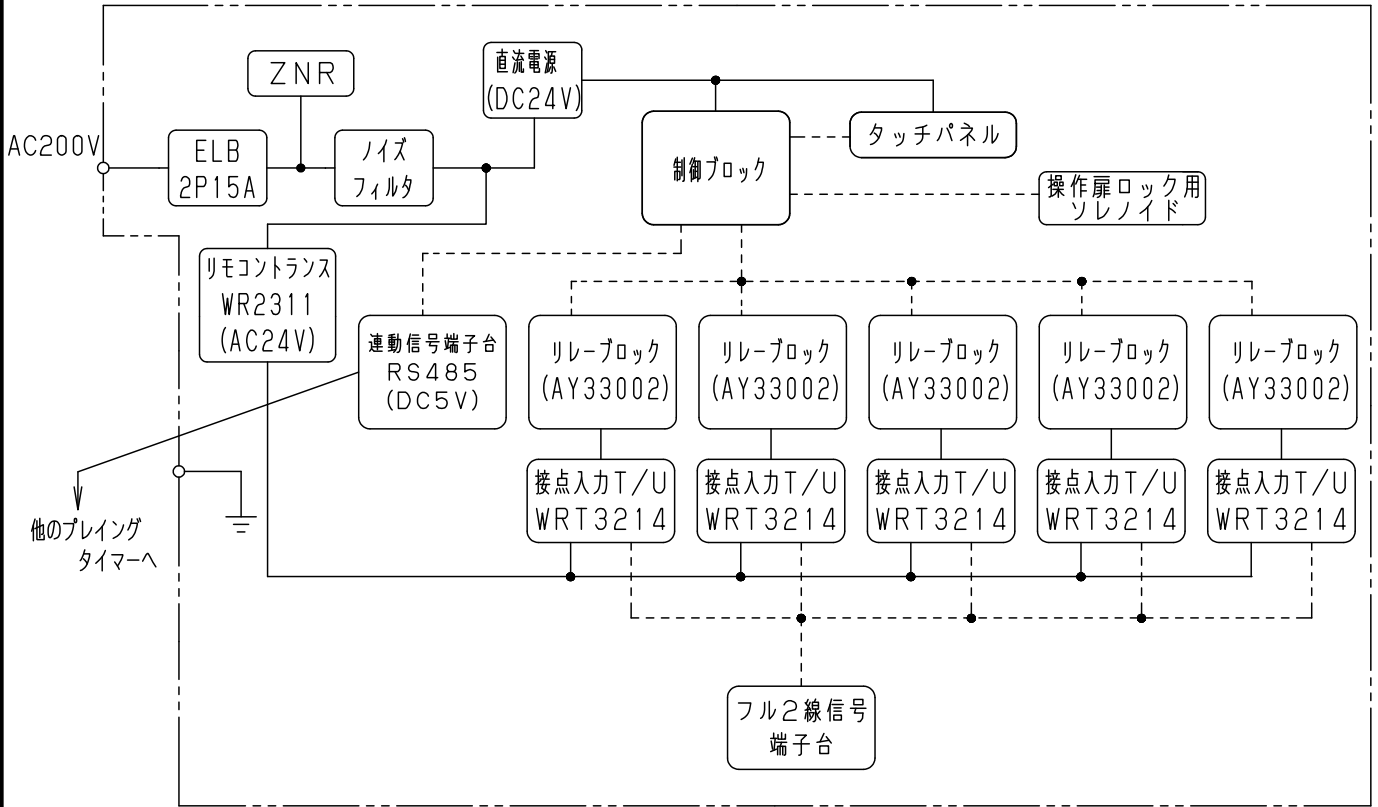 ZNR
直流電源
(DC24V)
AC200V
ELB
2P15A
ノイズ
フィルタ
制御ブロック
タッチパネル
操作扉ロック用
ソレノイド
リモコントランス
WR2311
(AC24V)
連動信号端子台
RS485
(DC5V)
リレーブロック
(AY33002)
リレーブロック
(AY33002)
リレーブロック
(AY33002)
リレーブロック
(AY33002)
リレーブロック
(AY33002)
接点入力T/U
WRT3214
接点入力T/U
WRT3214
接点入力T/U
WRT3214
接点入力T/U
WRT3214
接点入力T/U
WRT3214
他のプレイング
タイマーへ
フル2線信号
端子台